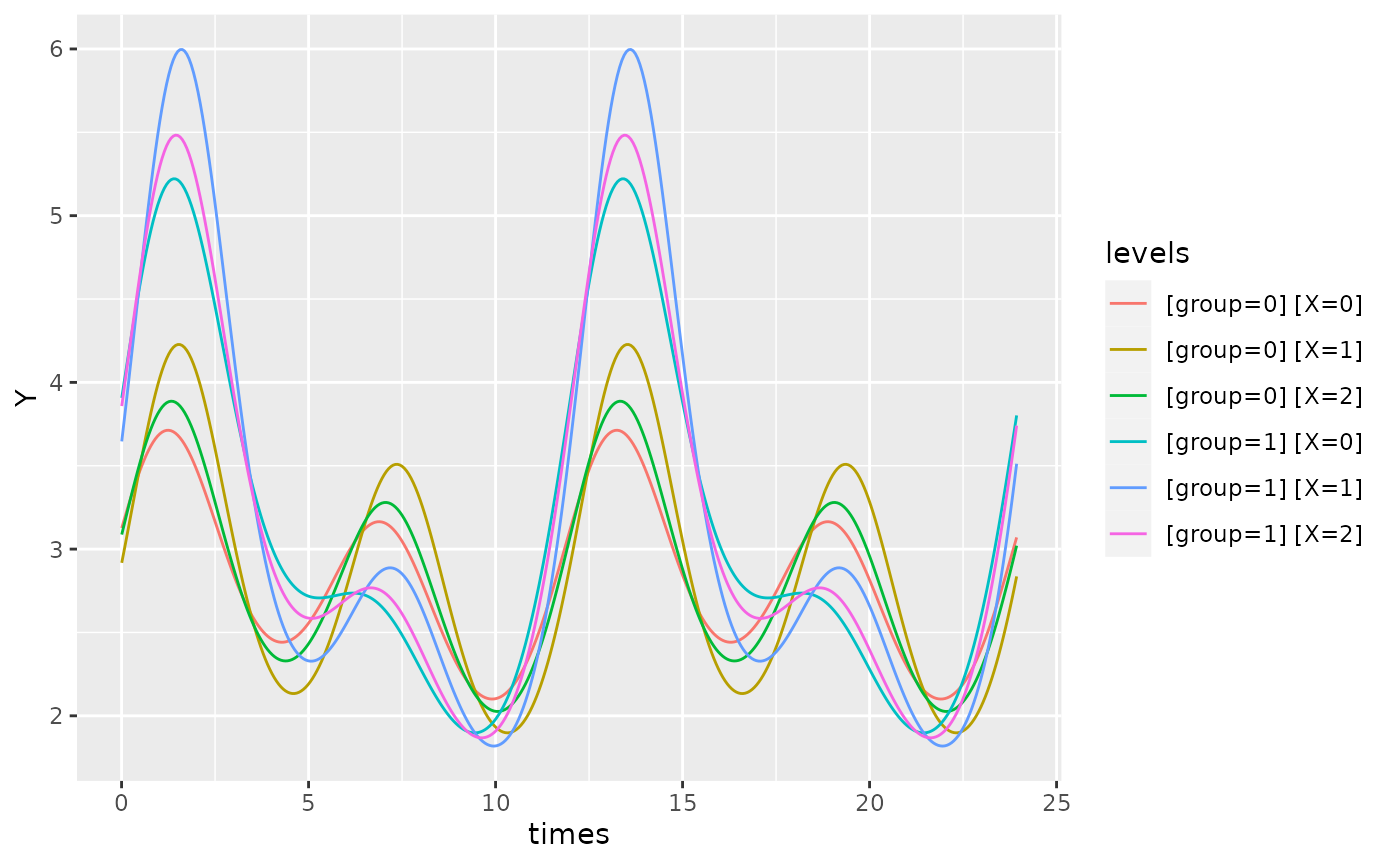 6
5
4
3
2
Y
0
5
10
15
20
25
times
levels
[group=0] [X=0]
[group=0] [X=1]
[group=0] [X=2]
[group=1] [X=0]
[group=1] [X=1]
[group=1] [X=2]